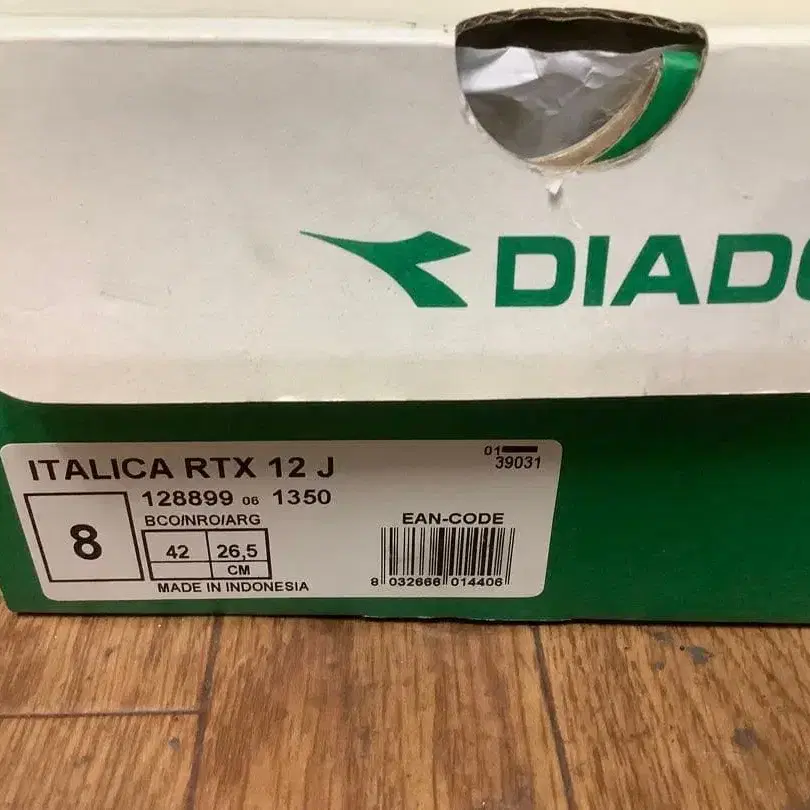 DIADO
ITALICA RTX 12 J
01
39031
128899 06 1350
BCO/NRO/ARG
8
42 26,5
CM
MADE IN INDONESIA
EAN-CODE
8 032666 014406